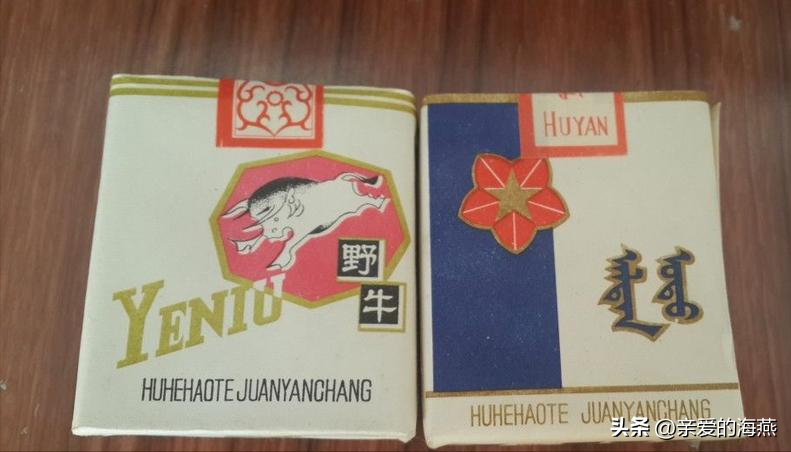 野
牛
YENIU
HUHEHAOTE JUANYANCHANG
HUYAN
HUHEHAOTE JUANYANCHANG
头条 @亲爱的海燕